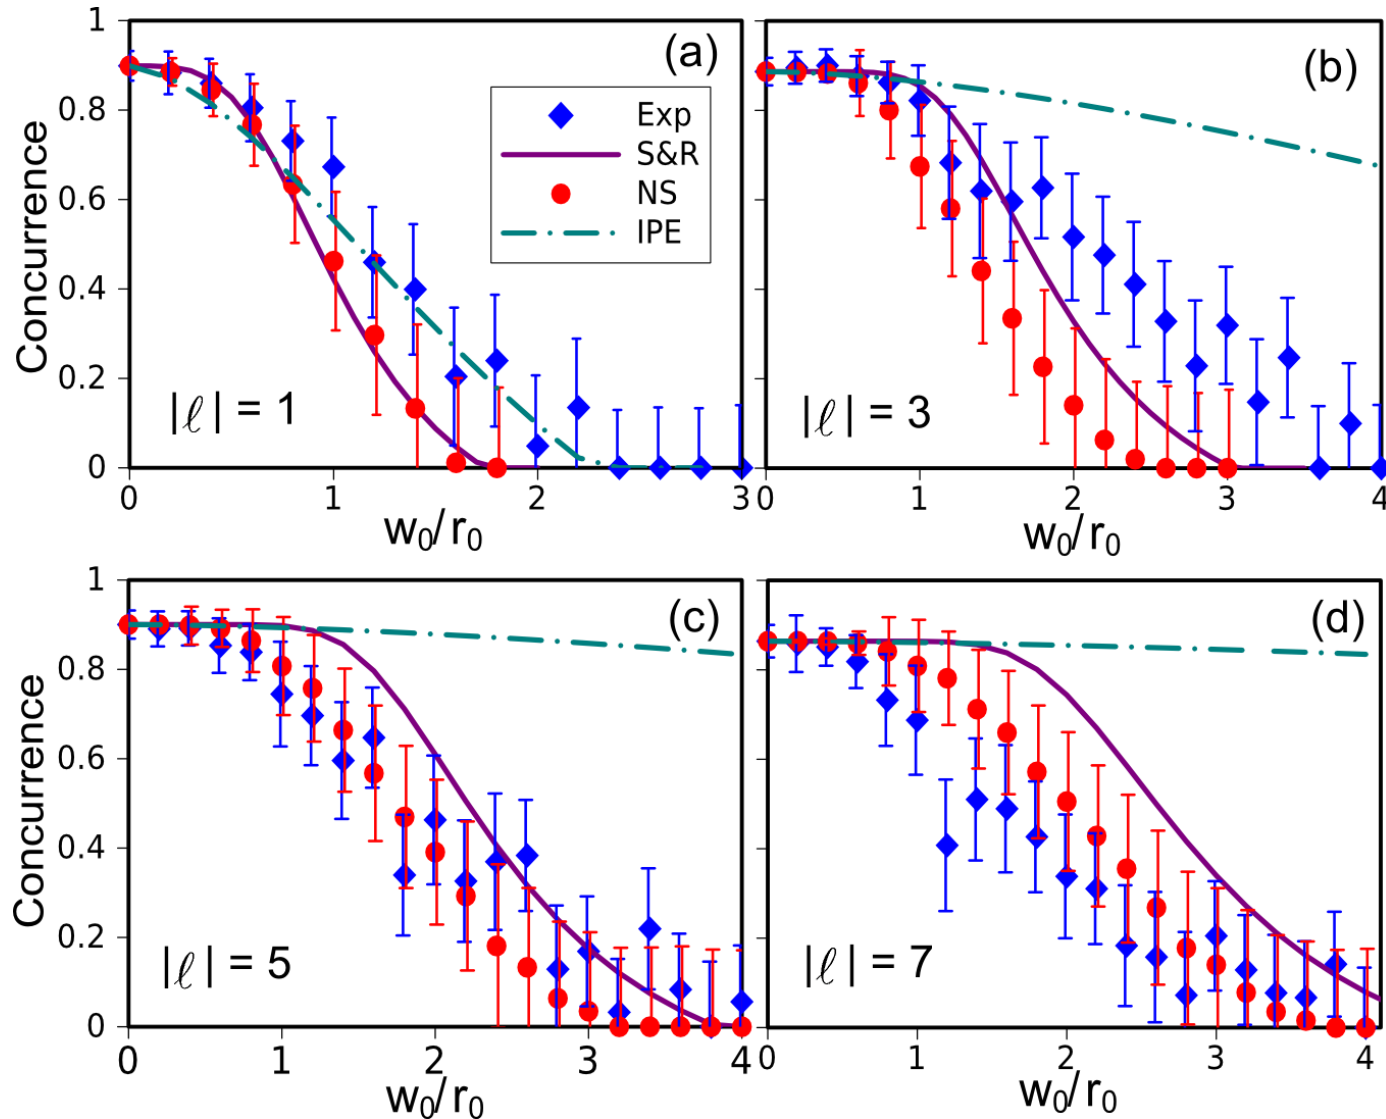 (a)
Concurrence
1
0.8
0.6
0.4
0.2
0
Exp
S&R
NS
IPE
|ℓ| = 1
0 1 2 3
w₀/r₀
(b)
|ℓ| = 3
0 1 2 3 4
w₀/r₀
(c)
Concurrence
1
0.8
0.6
0.4
0.2
0
|ℓ| = 5
0 1 2 3 4
w₀/r₀
(d)
|ℓ| = 7
0 1 2 3 4
w₀/r₀